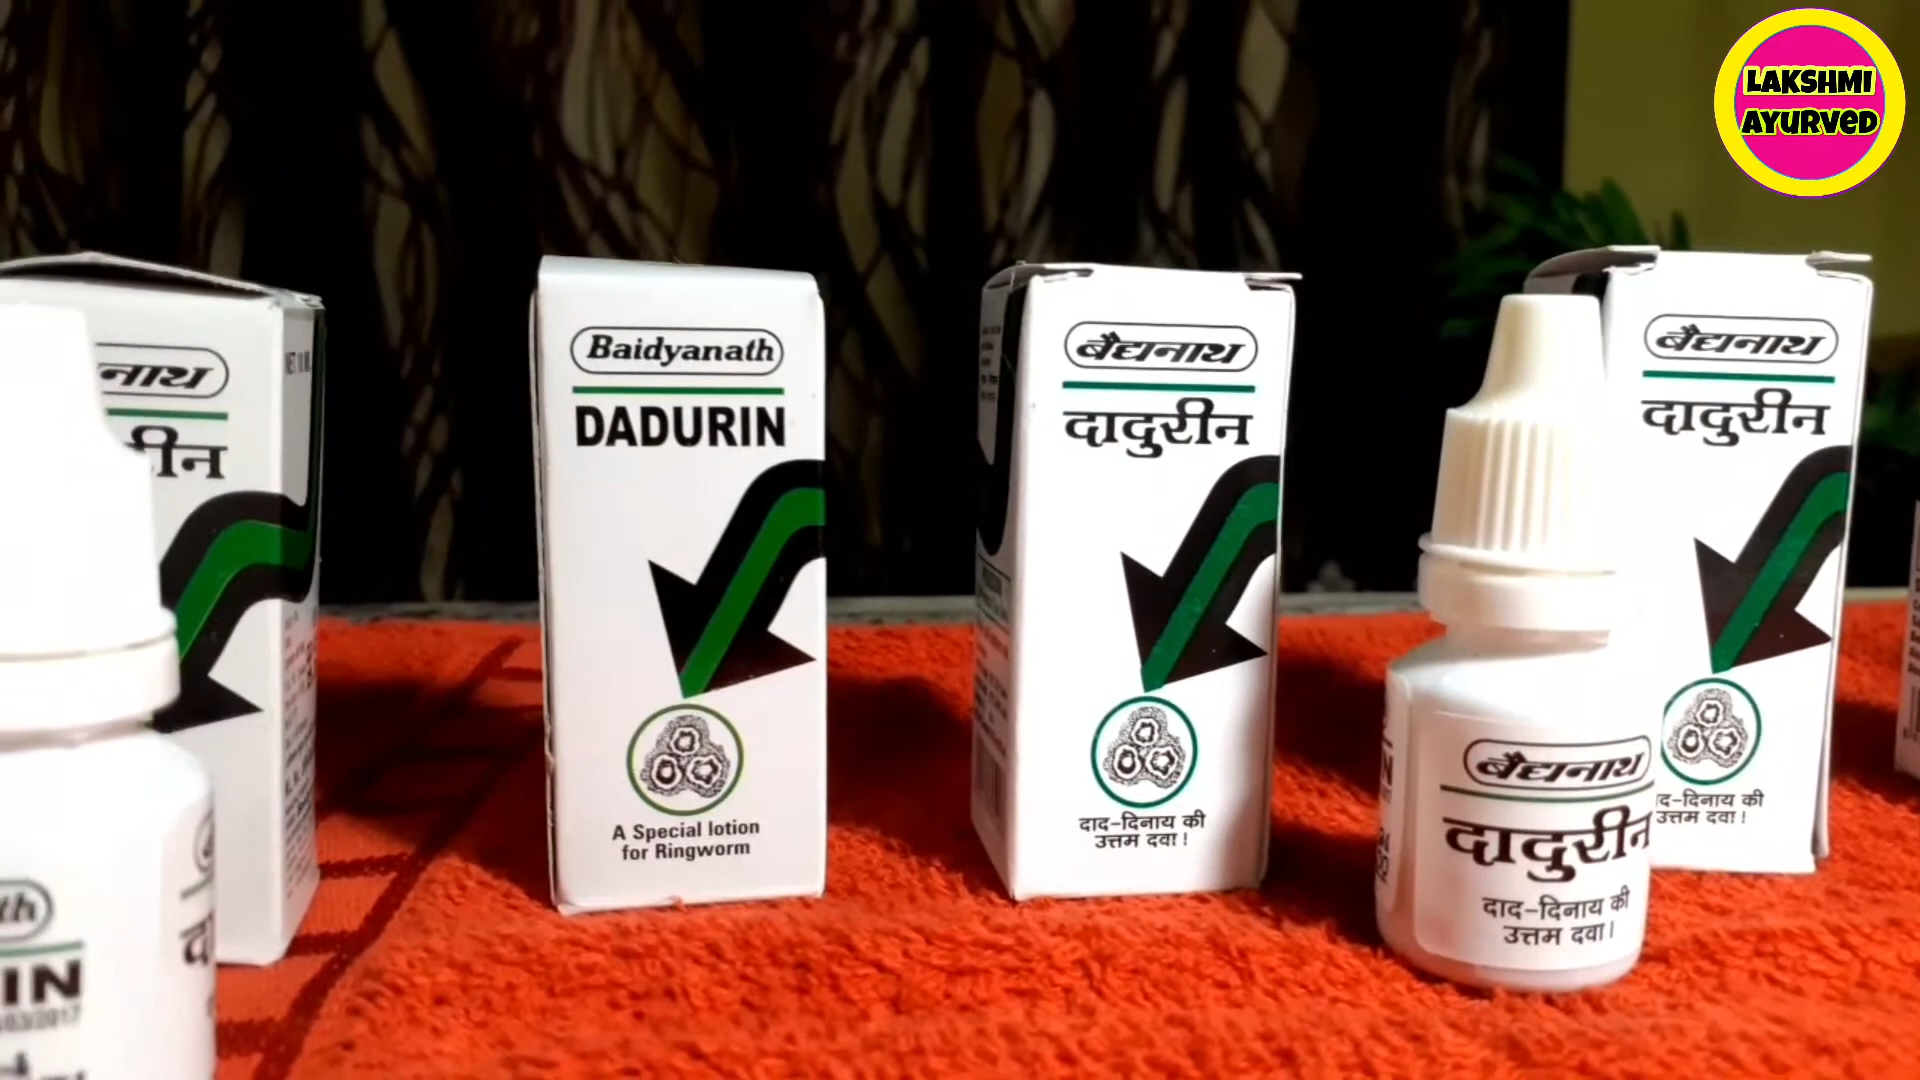 LAKSHMI
AYURVED
Baidyanath
DADURIN
A Special lotion
for Ringworm
बैद्यनाथ
दादुरीन
दाद-दिनाय की
उत्तम दवा !
बैद्यनाथ
दादुरीन
दाद-दिनाय की
उत्तम दवा ।
बैद्यनाथ
दादुरीन
दिनाय की
उत्तम दवा !